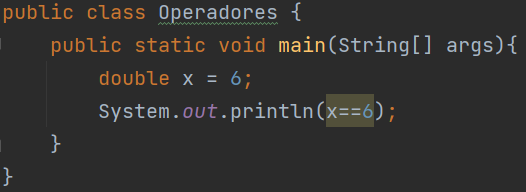 public class Operadores {
public static void main(String[] args){
double x = 6;
System.out.println(x==6);
}
}